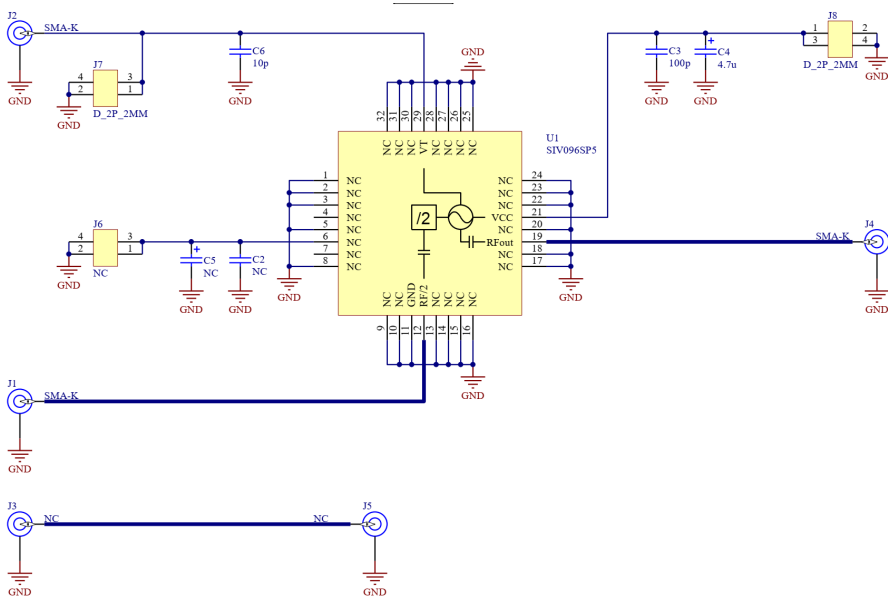 J2
SMA-K
GND
J7
4
2
3
1
GND
D_2P_2MM
C6
10p
GND
GND
C3
100p
GND
C4
+
4.7u
GND
J8
1
3
2
4
D_2P_2MM
GND
U1
SIV096SP5
32
31
30
29
28
27
26
25
NC
NC
NC
VT
NC
NC
NC
NC
1
2
3
4
5
6
7
8
NC
NC
NC
NC
NC
NC
NC
NC
/2
NC
NC
NC
VCC
NC
RFout
NC
NC
24
23
22
21
20
19
18
17
GND
GND
J6
4
2
3
1
NC
GND
+
C5
NC
GND
C2
NC
GND
SMA-K
J4
GND
NC
NC
GND
RF/2
NC
NC
NC
NC
9
10
11
12
13
14
15
16
GND
J1
SMA-K
GND
J3
NC
GND
NC
J5
GND